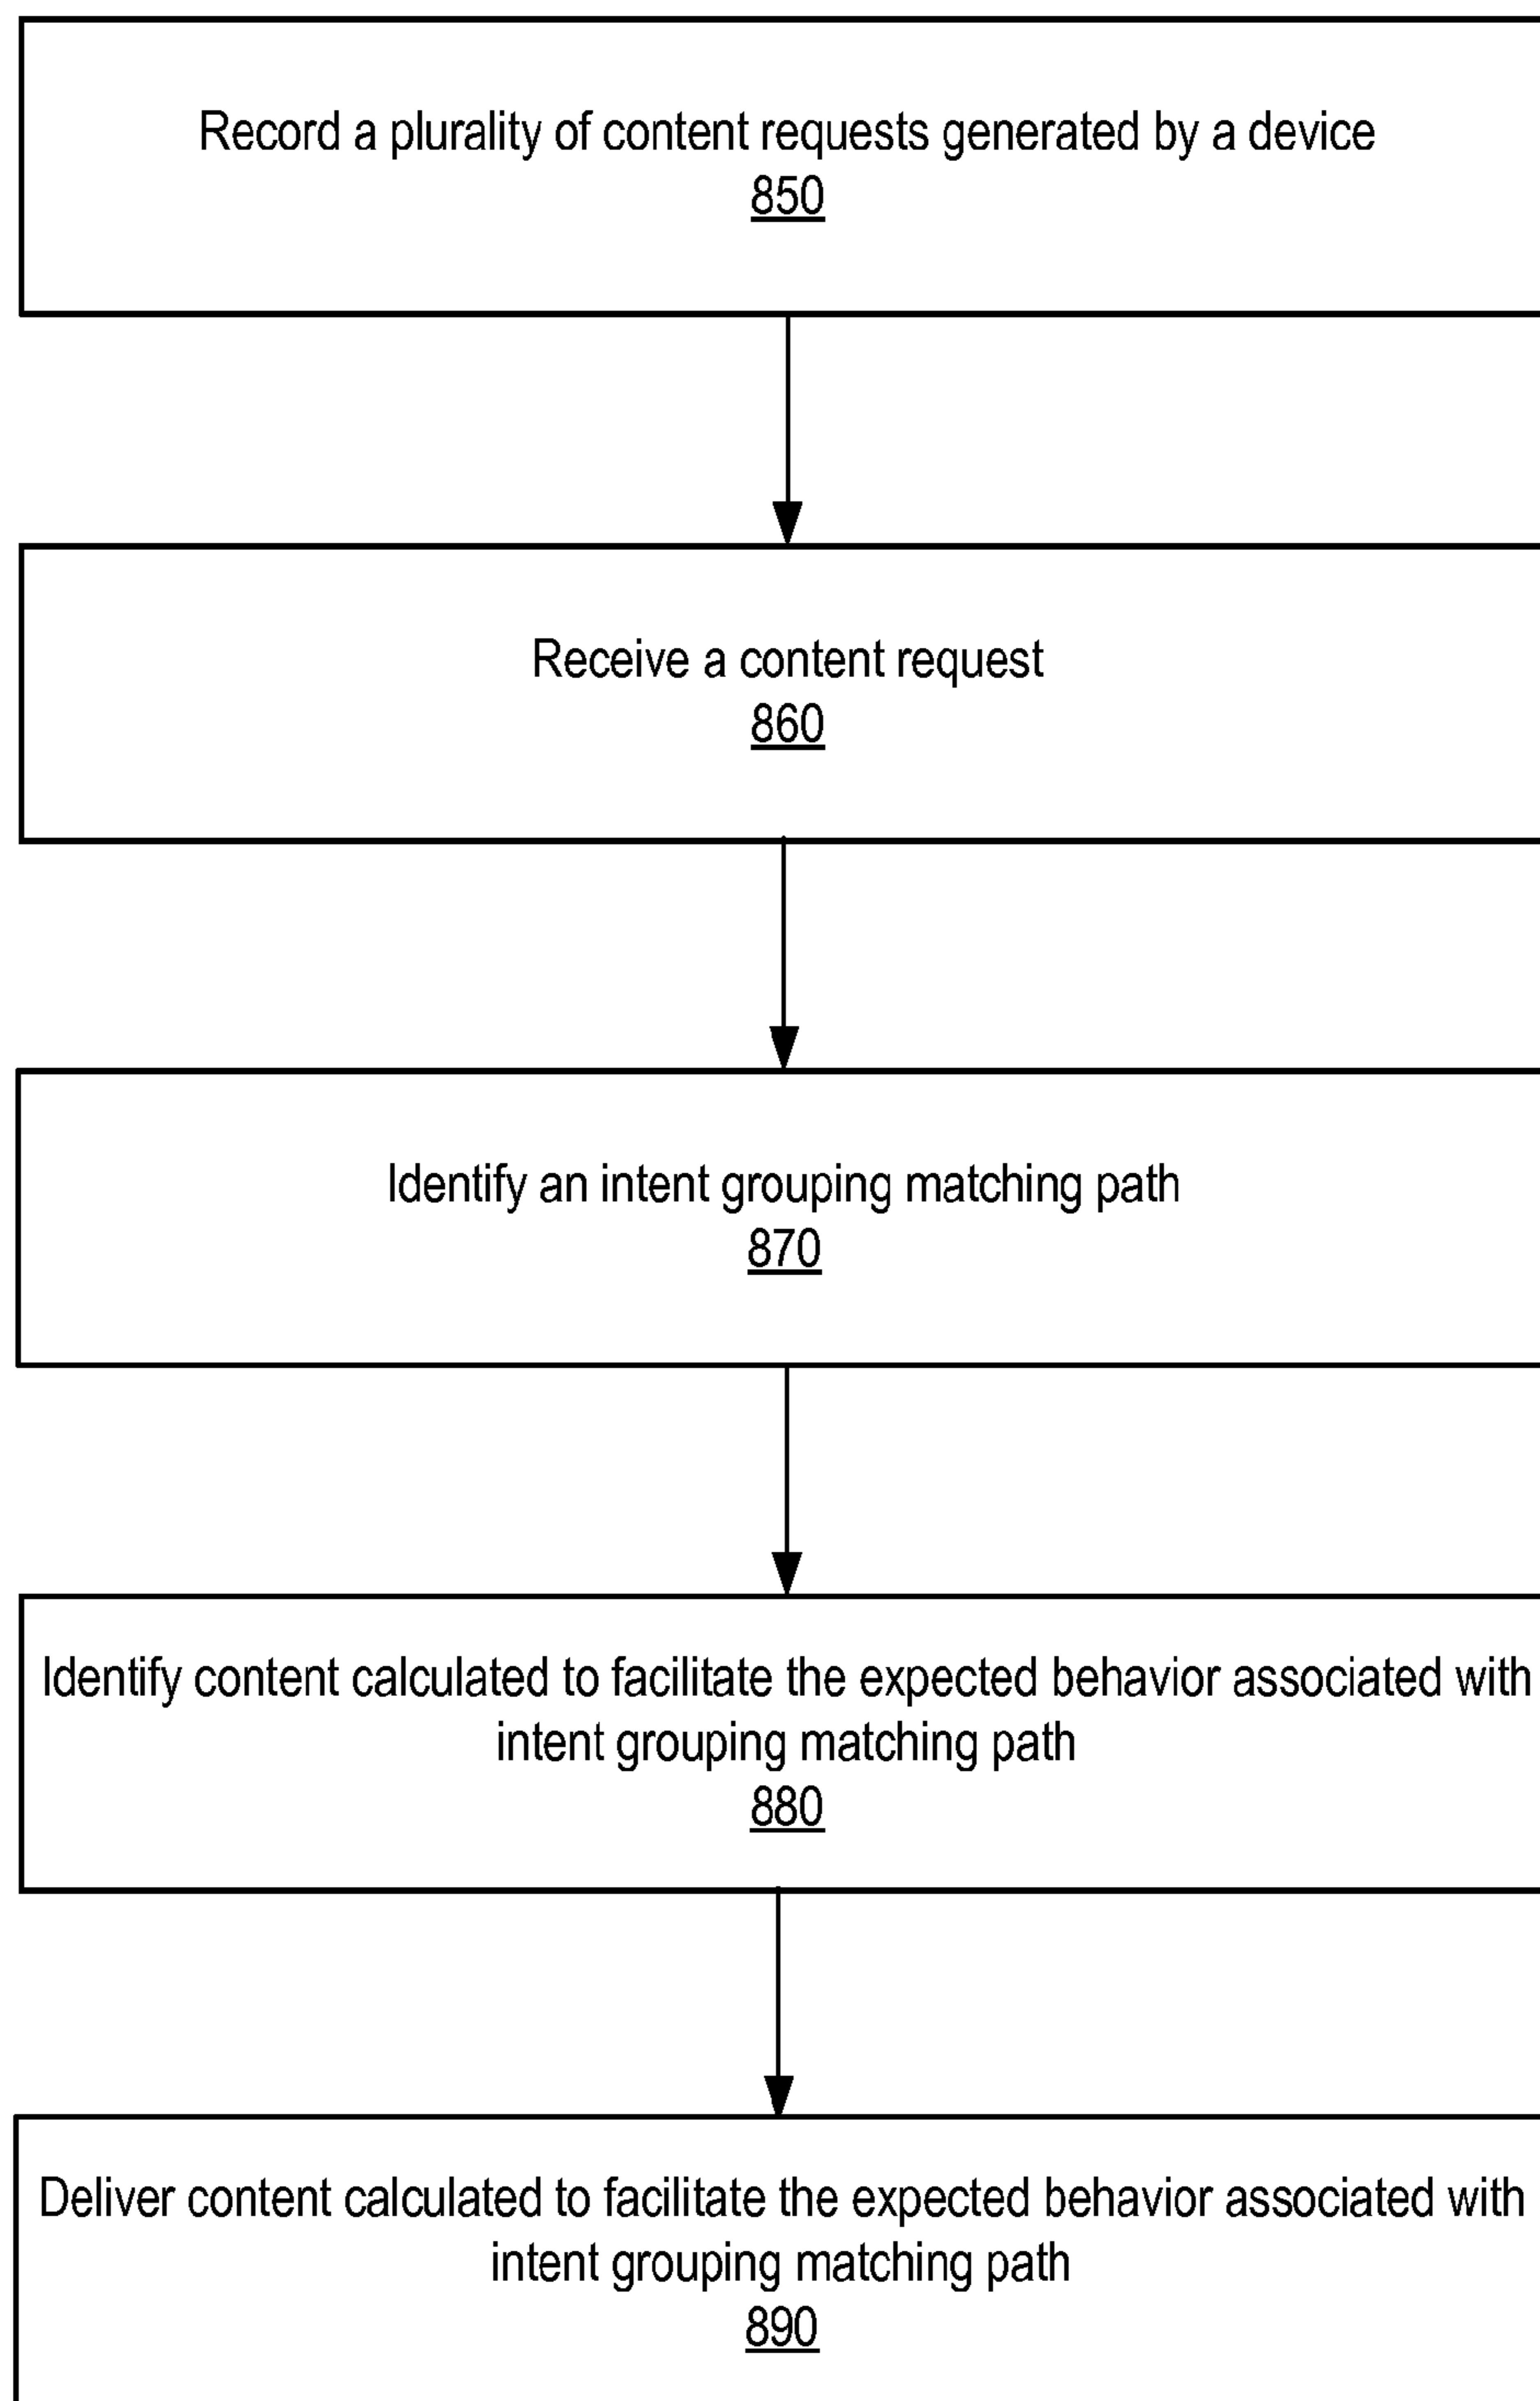 Record a plurality of content requests generated by a device
850
Receive a content request
860
Identify an intent grouping matching path
870
Identify content calculated to facilitate the expected behavior associated with
intent grouping matching path
880
Deliver content calculated to facilitate the expected behavior associated with
intent grouping matching path
890